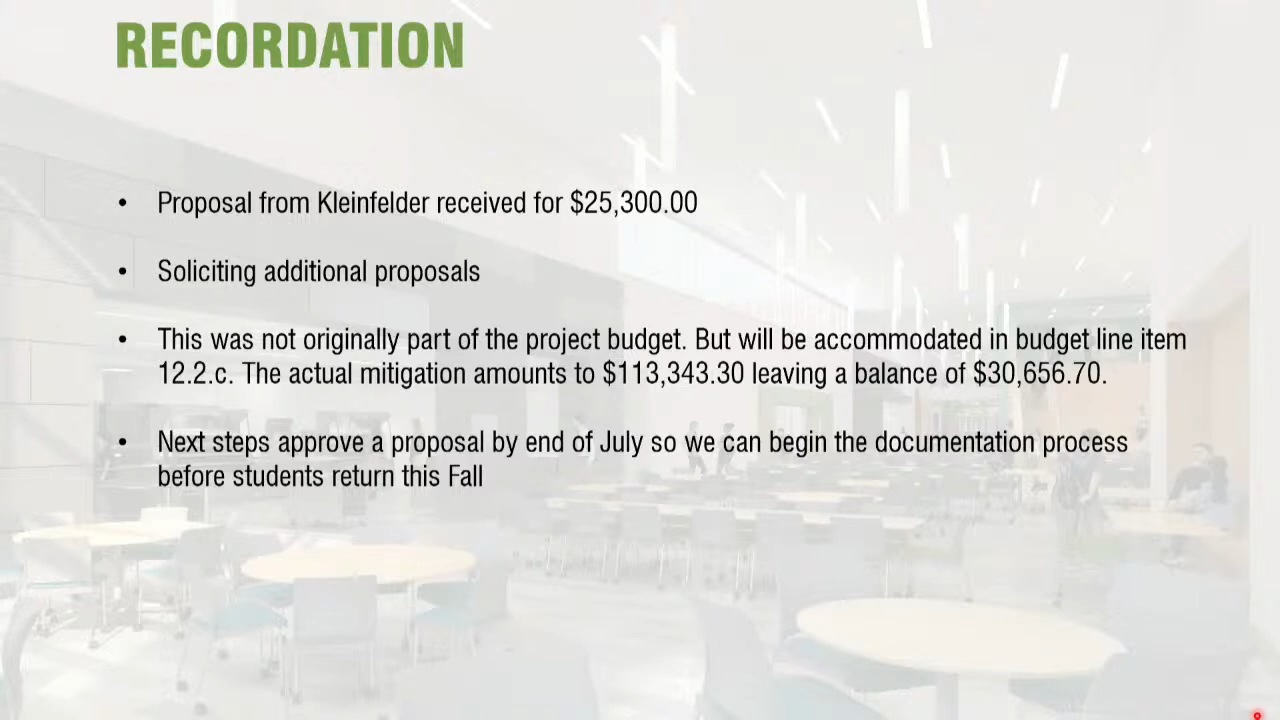 RECORDATION
• Proposal from Kleinfelder received for $25,300.00
• Soliciting additional proposals
• This was not originally part of the project budget. But will be accommodated in budget line item
12.2.c. The actual mitigation amounts to $113,343.30 leaving a balance of $30,656.70.
• Next steps approve a proposal by end of July so we can begin the documentation process
before students return this Fall